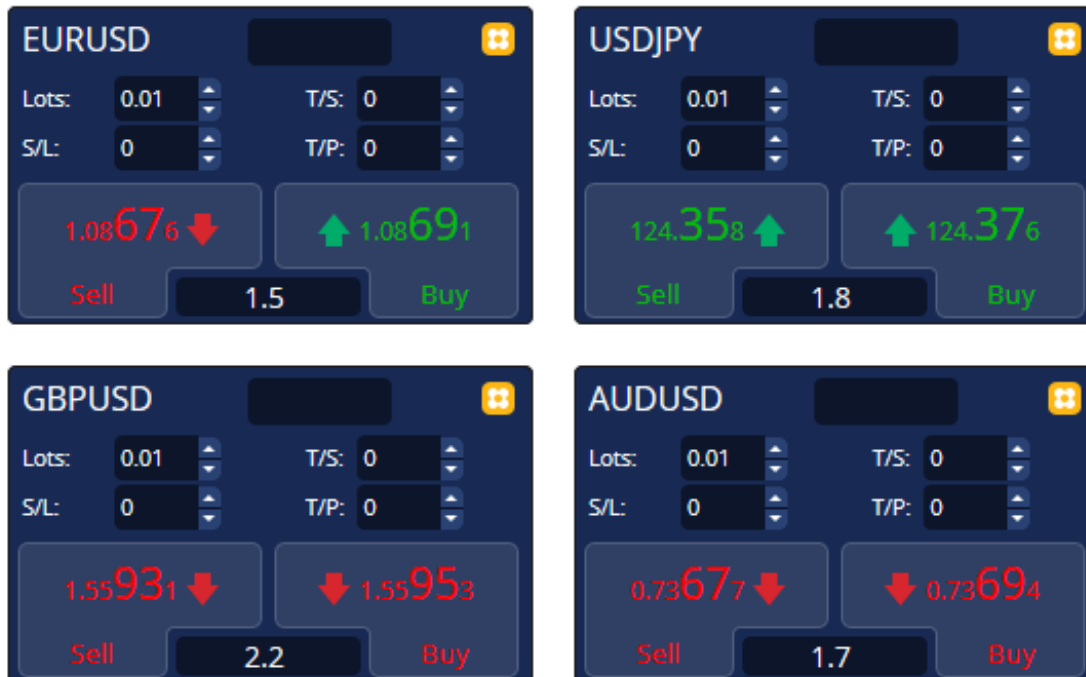 EURUSD
Lots: 0.01 T/S: 0
S/L: 0 T/P: 0
1.08676 1.08691
Sell 1.5 Buy
USDJPY
Lots: 0.01 T/S: 0
S/L: 0 T/P: 0
124.358 124.376
Sell 1.8 Buy
GBPUSD
Lots: 0.01 T/S: 0
S/L: 0 T/P: 0
1.55931 1.55953
Sell 2.2 Buy
AUDUSD
Lots: 0.01 T/S: 0
S/L: 0 T/P: 0
0.73677 0.73694
Sell 1.7 Buy